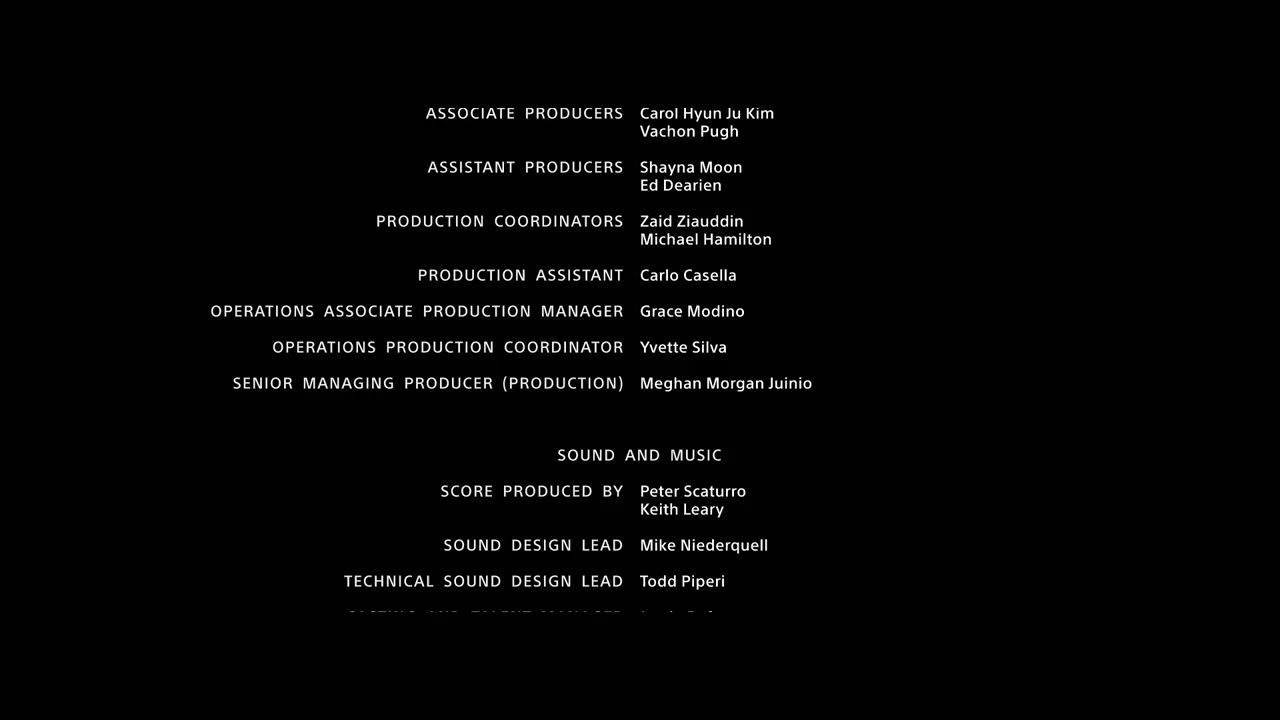 ASSOCIATE PRODUCERS Carol Hyun Ju Kim
Vachon Pugh
ASSISTANT PRODUCERS Shayna Moon
Ed Dearien
PRODUCTION COORDINATORS Zaid Ziauddin
Michael Hamilton
PRODUCTION ASSISTANT Carlo Casella
OPERATIONS ASSOCIATE PRODUCTION MANAGER Grace Modino
OPERATIONS PRODUCTION COORDINATOR Yvette Silva
SENIOR MANAGING PRODUCER (PRODUCTION) Meghan Morgan Juinio
SOUND AND MUSIC
SCORE PRODUCED BY Peter Scaturro
Keith Leary
SOUND DESIGN LEAD Mike Niederquell
TECHNICAL SOUND DESIGN LEAD Todd Piperi